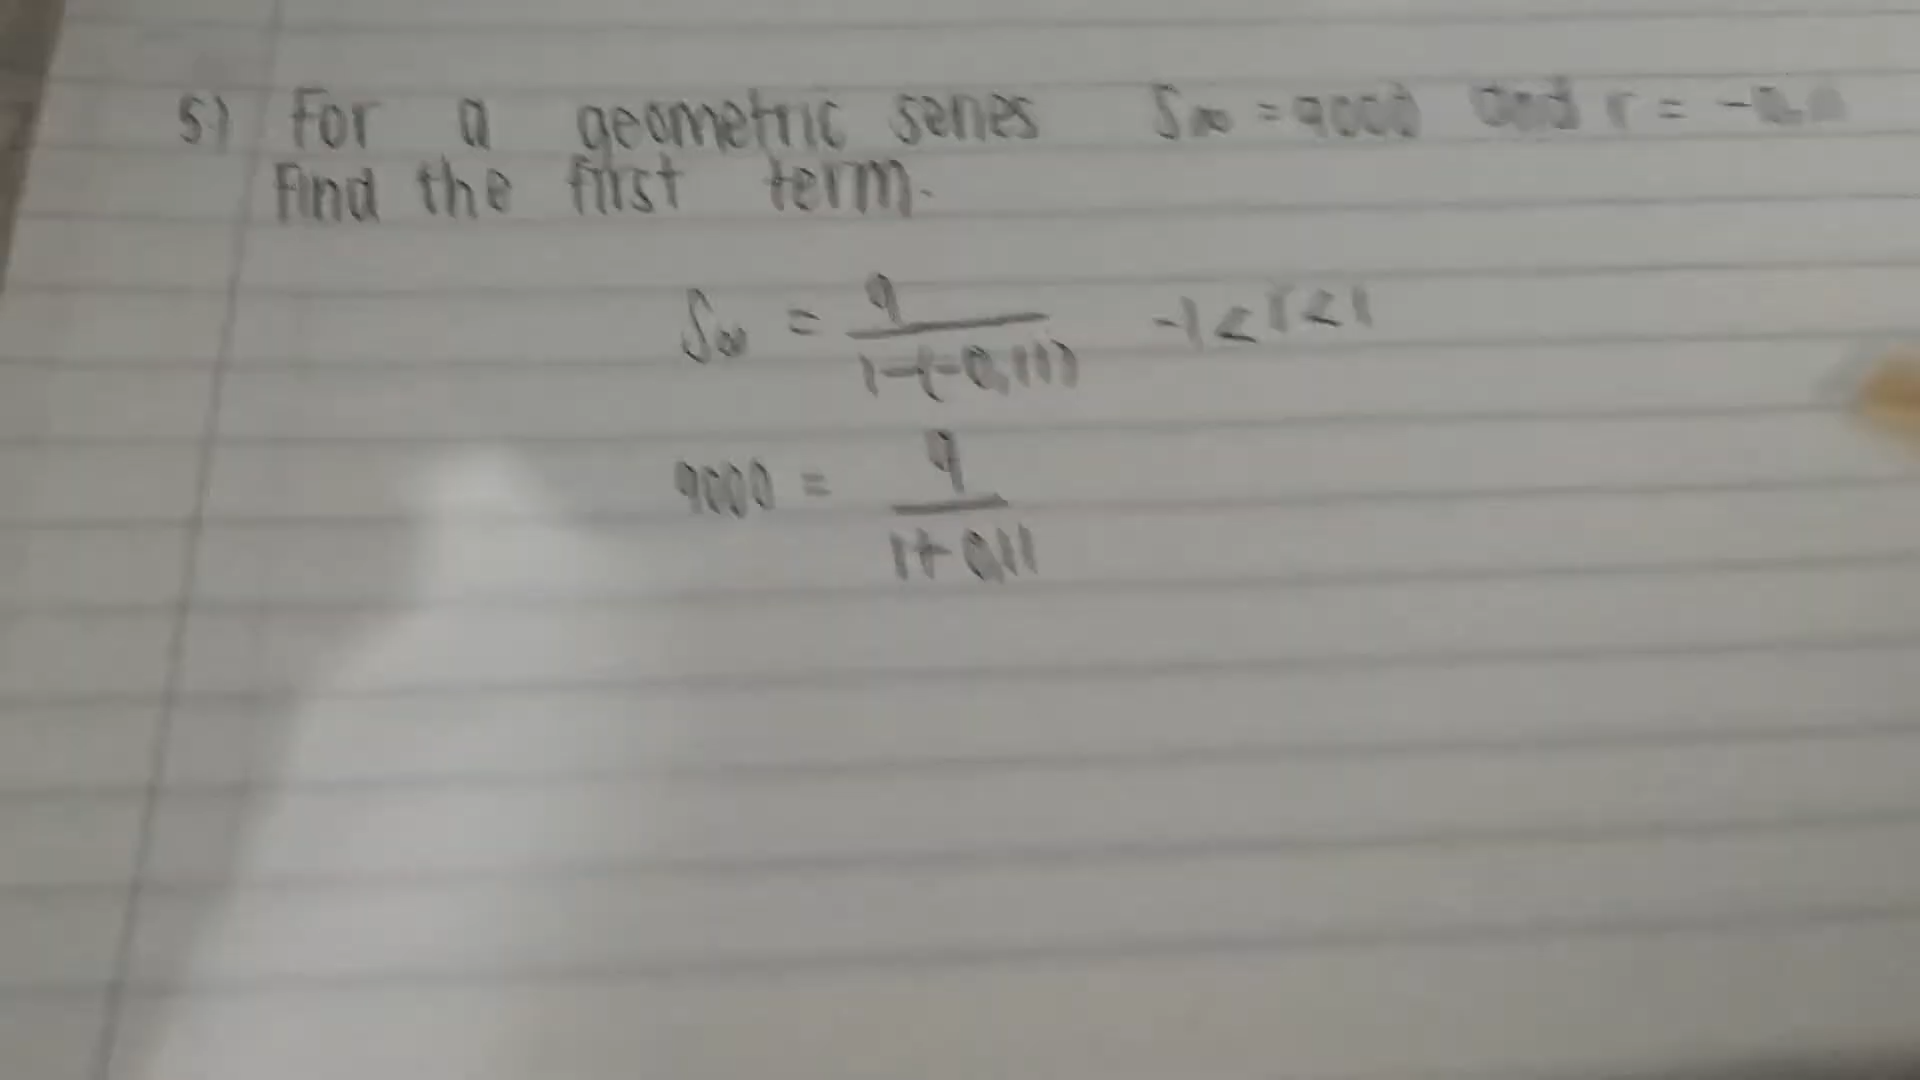 5) For a geometric series S∞ = 9000 and r =
Find the first term.
S∞ = a / 1-(-0,11) -1 < r < 1
9000 = a / 1+0,11